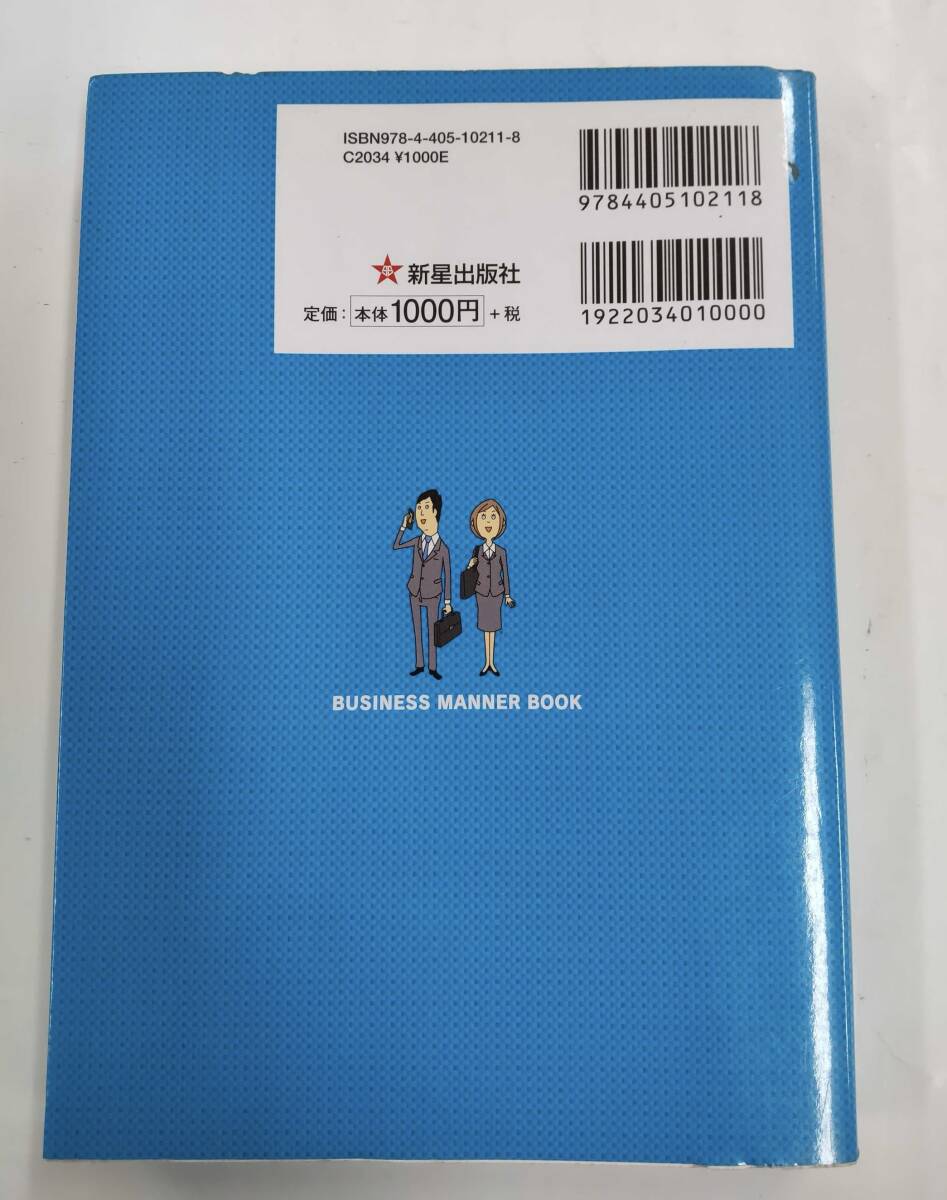 ISBN978-4-405-10211-8
C2034 ¥1000E
9784405102118
新星出版社
定価：本体1000円＋税
1922034010000
BUSINESS MANNER BOOK